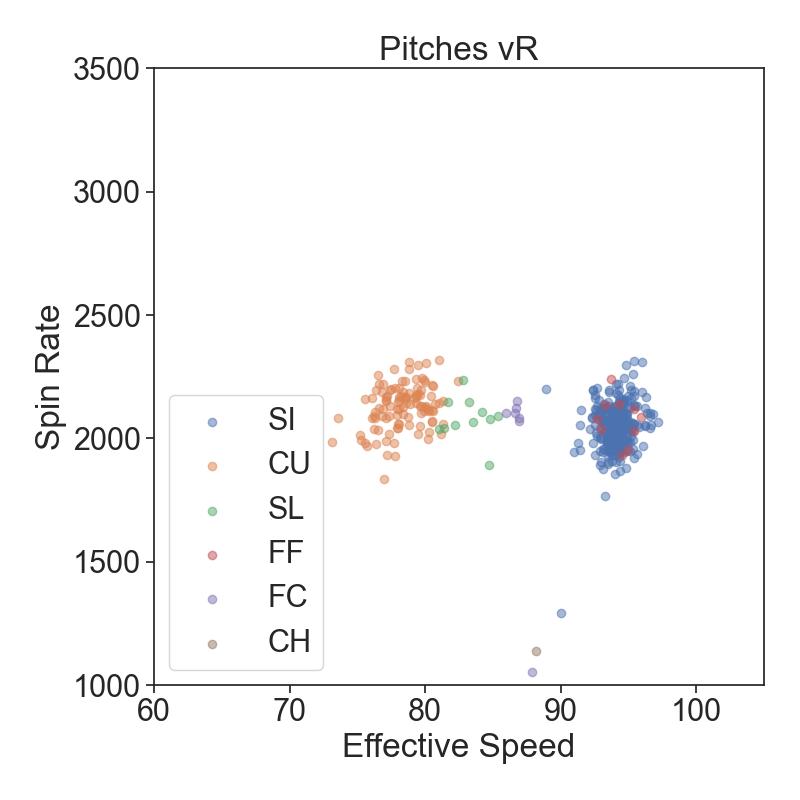 Pitches vR
3500
3000
2500
2000
1500
1000
Spin Rate
SI
CU
SL
FF
FC
CH
60 70 80 90 100
Effective Speed